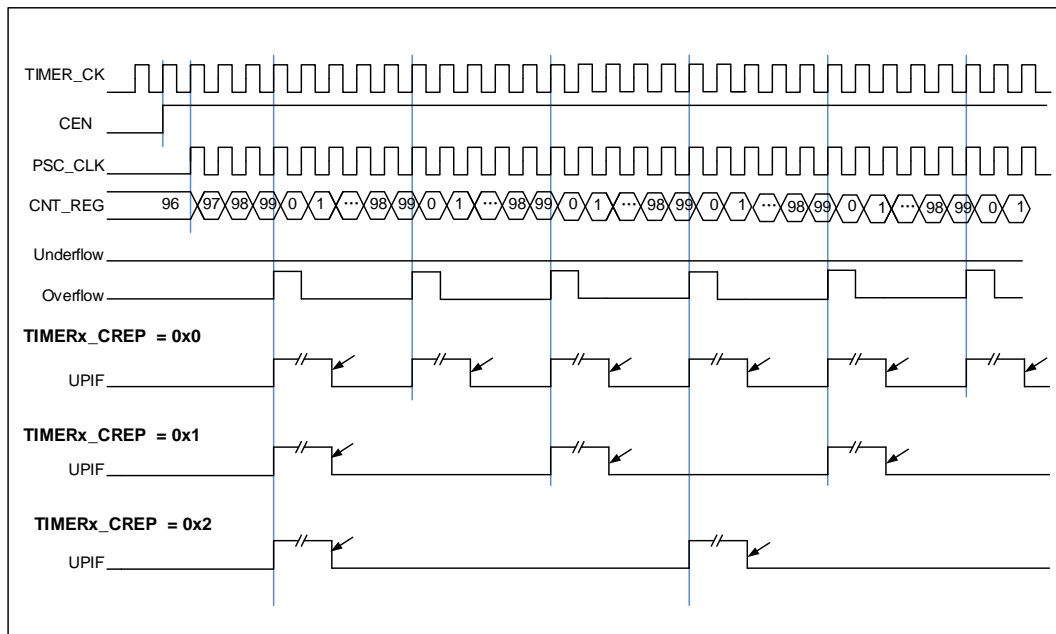 TIMER_CK
CEN
PSC_CLK
CNT_REG 96 97 98 99 0 1 ... 98 99 0 1 ... 98 99 0 1 ... 98 99 0 1 ... 98 99 0 1 ... 98 99 0 1
Underflow
Overflow
TIMERx_CREP = 0x0
UPIF
TIMERx_CREP = 0x1
UPIF
TIMERx_CREP = 0x2
UPIF